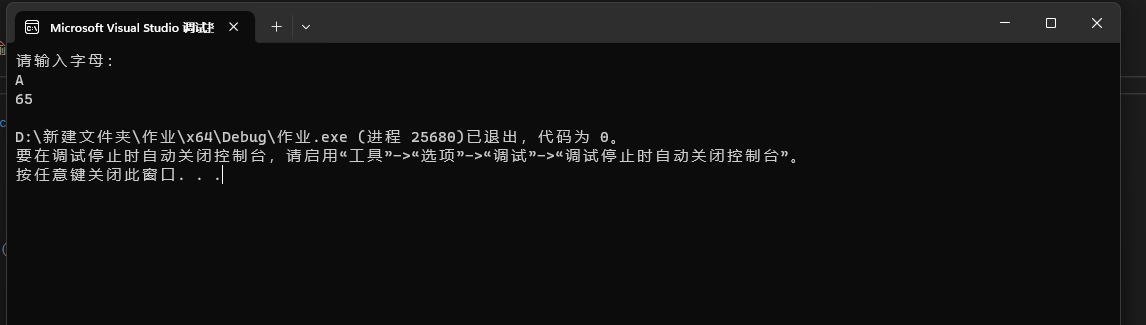 Microsoft Visual Studio 调试
请输入字母:
A
65
D:\新建文件夹\作业\x64\Debug\作业.exe (进程 25680)已退出，代码为 0。
要在调试停止时自动关闭控制台，请启用“工具”->“选项”->“调试”->“调试停止时自动关闭控制台”。
按任意键关闭此窗口. . .